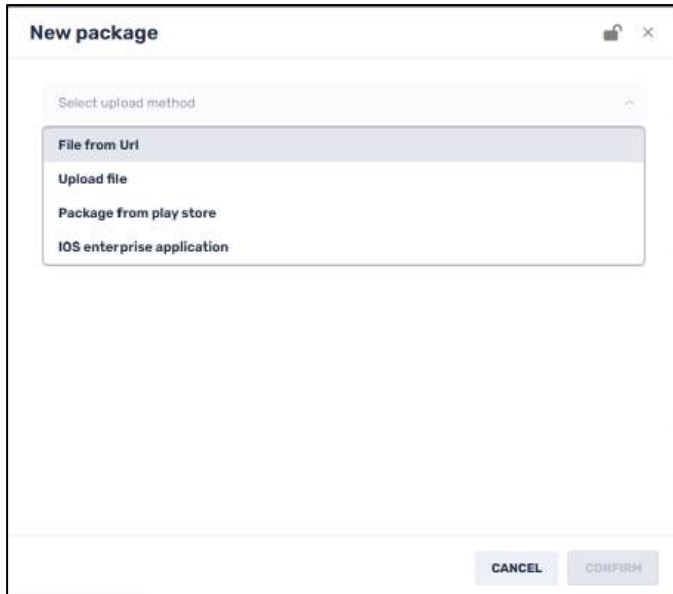 New package
Select upload method
File from Url
Upload file
Package from play store
IOS enterprise application
CANCEL
CONFIRM